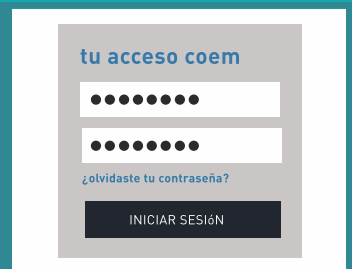 tu acceso coem
●●●●●●●●
●●●●●●●●
¿olvidaste tu contraseña?
INICIAR SESIóN